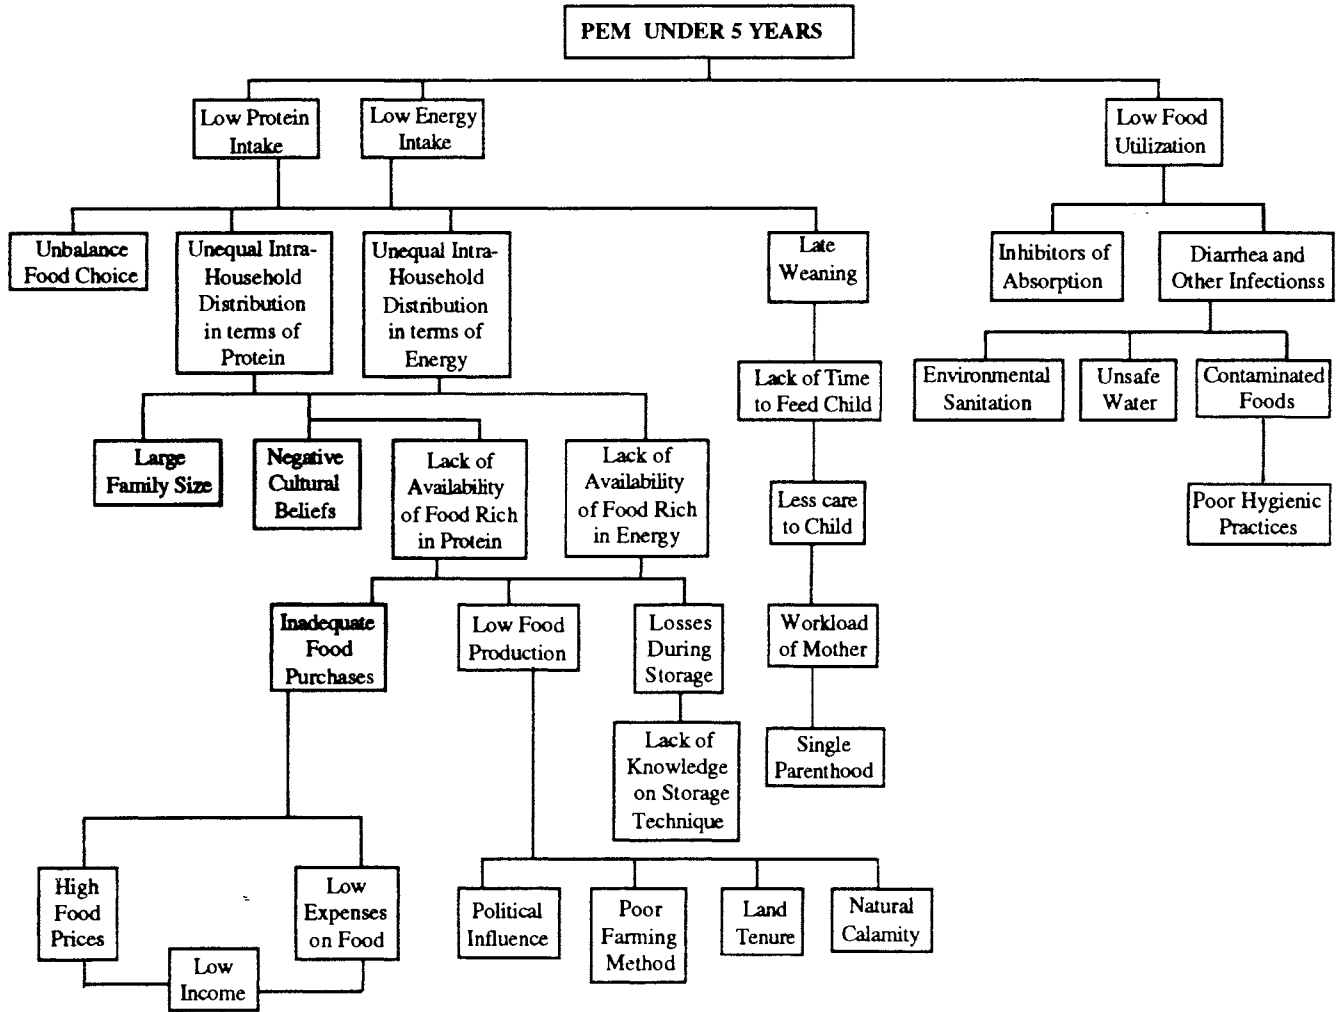 PEM UNDER 5 YEARS
Low Protein
Intake
Low Energy
Intake
Low Food
Utilization
Unbalance
Food Choice
Unequal Intra-
Household
Distribution
in terms of
Protein
Unequal Intra-
Household
Distribution
in terms of
Energy
Late
Weaning
Inhibitors of
Absorption
Diarrhea and
Other Infectionss
Lack of Time
to Feed Child
Environmental
Sanitation
Unsafe
Water
Contaminated
Foods
Large
Family Size
Negative
Cultural
Beliefs
Lack of
Availability
of Food Rich
in Protein
Lack of
Availability
of Food Rich
in Energy
Less care
to Child
Poor Hygienic
Practices
Inadequate
Food
Purchases
Low Food
Production
Losses
During
Storage
Workload
of Mother
Lack of
Knowledge
on Storage
Technique
Single
Parenthood
High
Food
Prices
Low
Expenses
on Food
Low
Income
Political
Influence
Poor
Farming
Method
Land
Tenure
Natural
Calamity